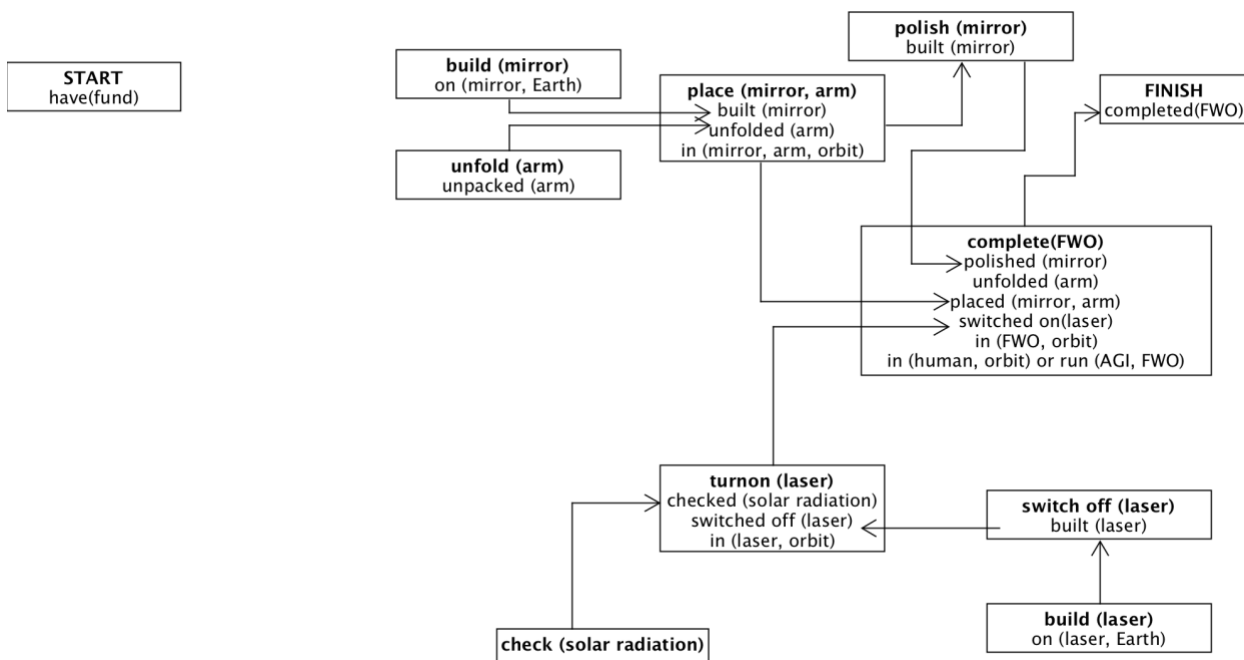 START
have(fund)
build (mirror)
on (mirror, Earth)
unfold (arm)
unpacked (arm)
place (mirror, arm)
built (mirror)
unfolded (arm)
in (mirror, arm, orbit)
polish (mirror)
built (mirror)
FINISH
completed(FWO)
complete(FWO)
polished (mirror)
unfolded (arm)
placed (mirror, arm)
switched on(laser)
in (FWO, orbit)
in (human, orbit) or run (AGI, FWO)
turnon (laser)
checked (solar radiation)
switched off (laser)
in (laser, orbit)
switch off (laser)
built (laser)
build (laser)
on (laser, Earth)
check (solar radiation)